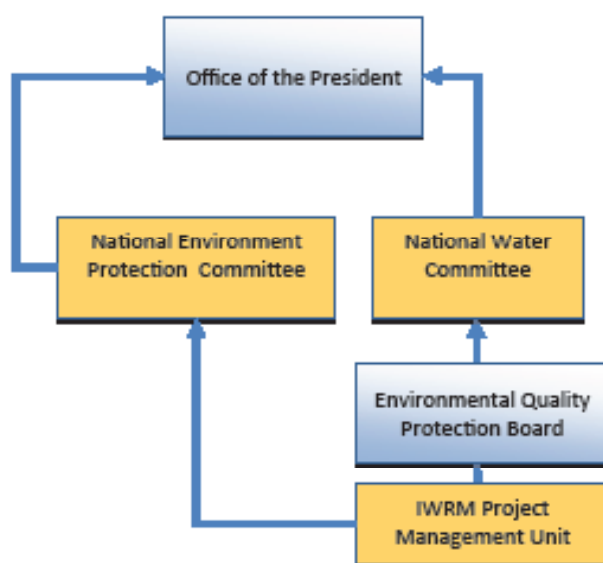 Office of the President
National Environment
Protection Committee
National Water
Committee
Environmental Quality
Protection Board
IWRM Project
Management Unit